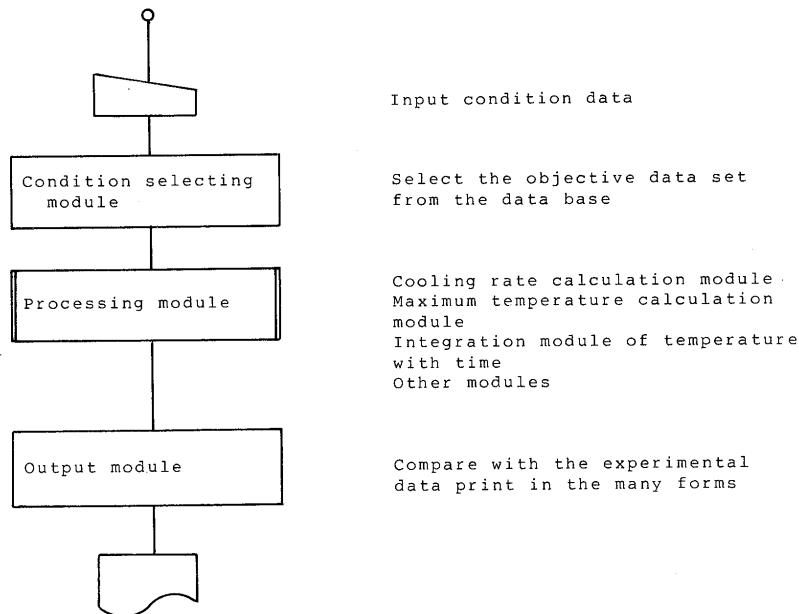 Input condition data
Condition selecting
module
Select the objective data set
from the data base
Processing module
Cooling rate calculation module
Maximum temperature calculation
module
Integration module of temperature
with time
Other modules
Output module
Compare with the experimental
data print in the many forms